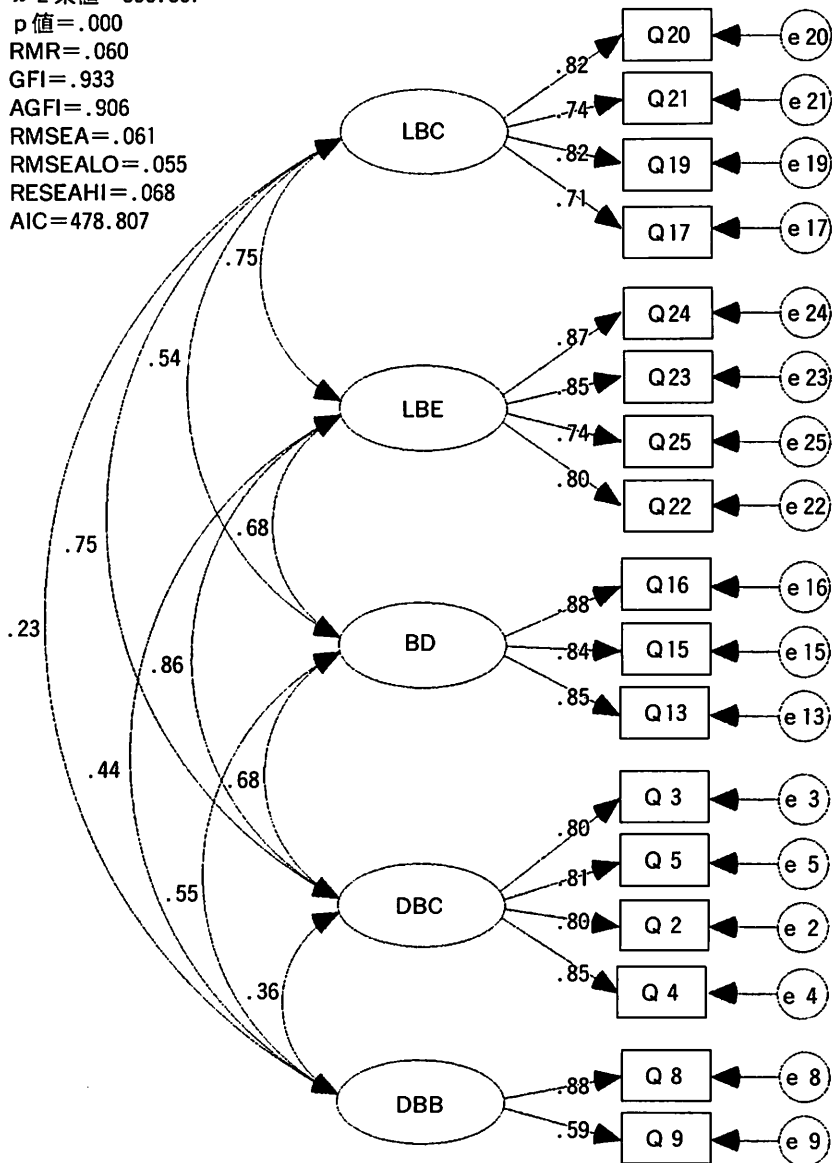 p値=.000
RMR=.060
GFI=.933
AGFI=.906
RMSEA=.061
RMSEALO=.055
RESEAHI=.068
AIC=478.807
LBC
.82
Q20
e20
.74
Q21
e21
.82
Q19
e19
.71
Q17
e17
.75
.54
LBE
.87
Q24
e24
.85
Q23
e23
.74
Q25
e25
.80
Q22
e22
.68
.75
.23
BD
.88
Q16
e16
.84
Q15
e15
.85
Q13
e13
.86
.44
.68
DBC
.80
Q3
e3
.81
Q5
e5
.80
Q2
e2
.85
Q4
e4
.55
.36
DBB
.88
Q8
e8
.59
Q9
e9